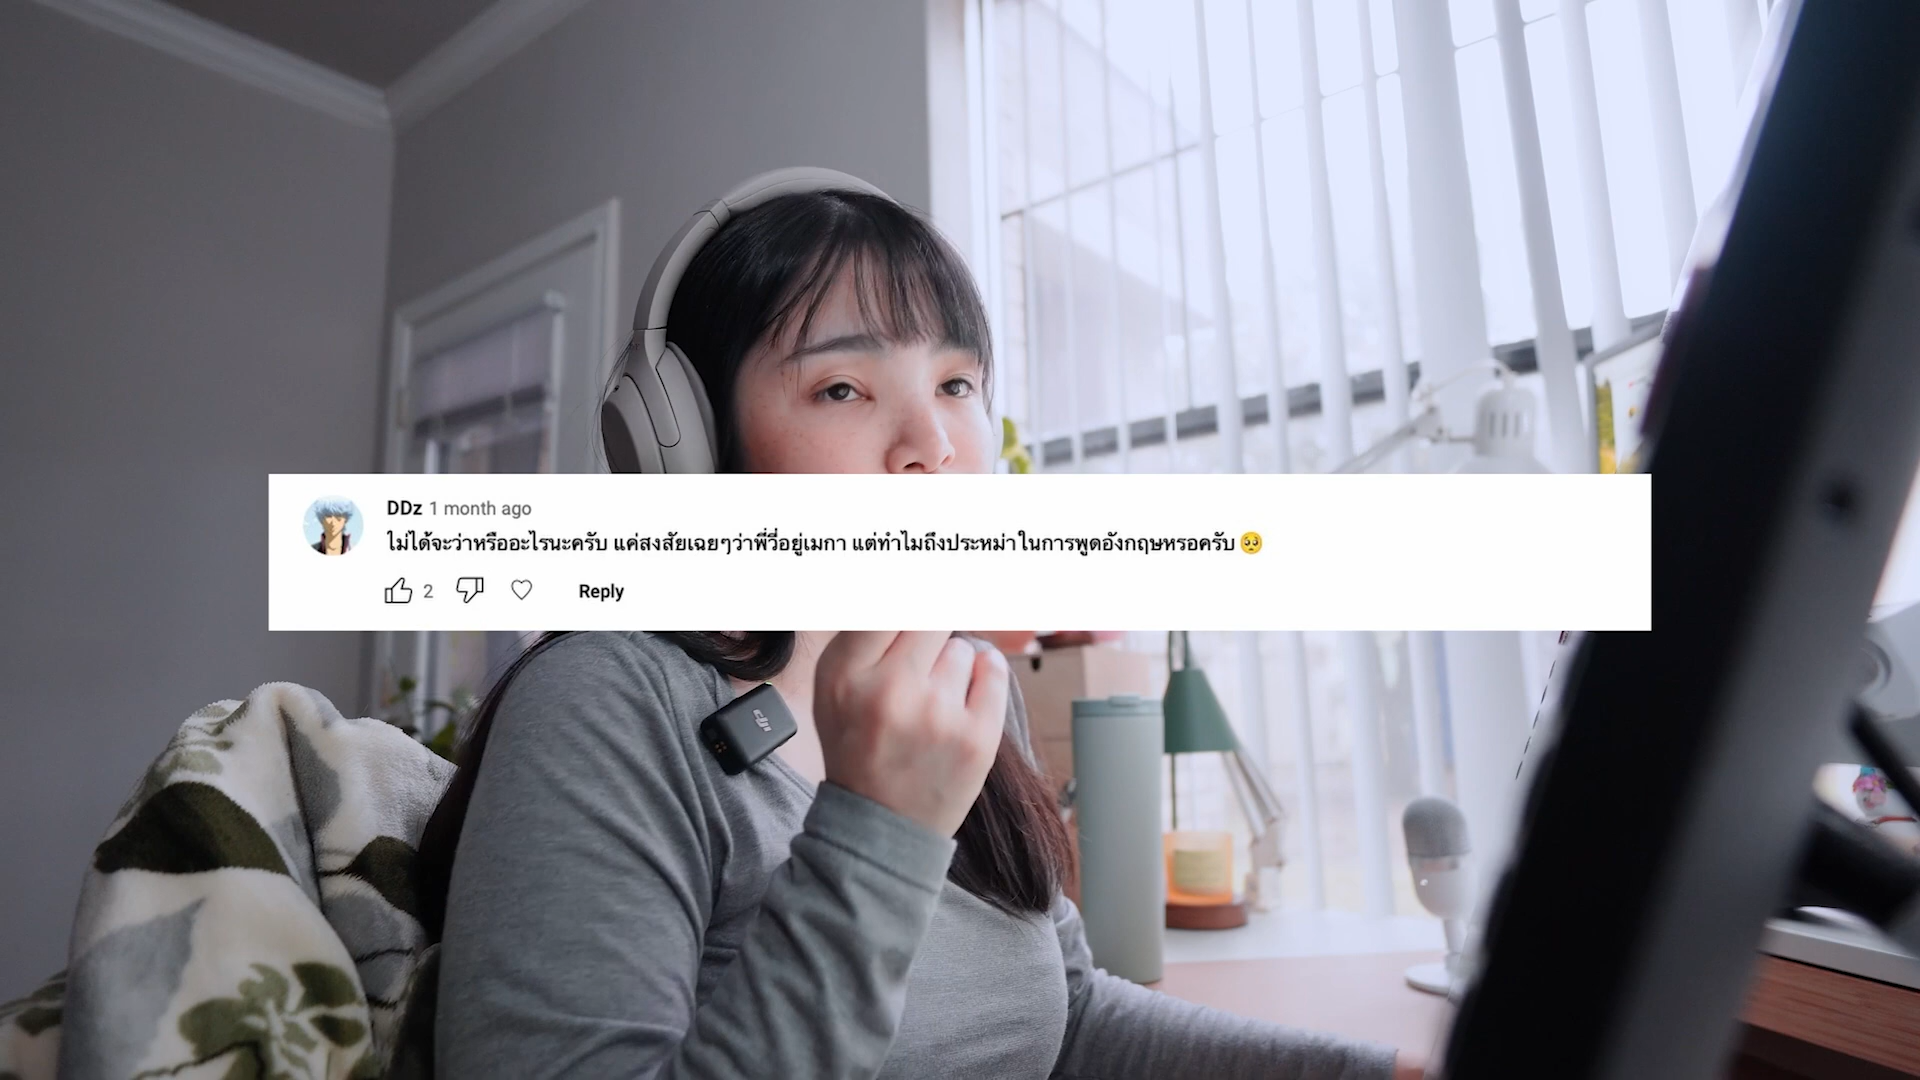 DDz 1 month ago
ไม่ได้จะว่าหรืออะไรนะครับ แค่สงสัยเฉยๆว่าพี่วี่อยู่เมกา แต่ทำไมถึงประหม่าในการพูดอังกฤษหรอครับ 🥺
2 Reply
dji